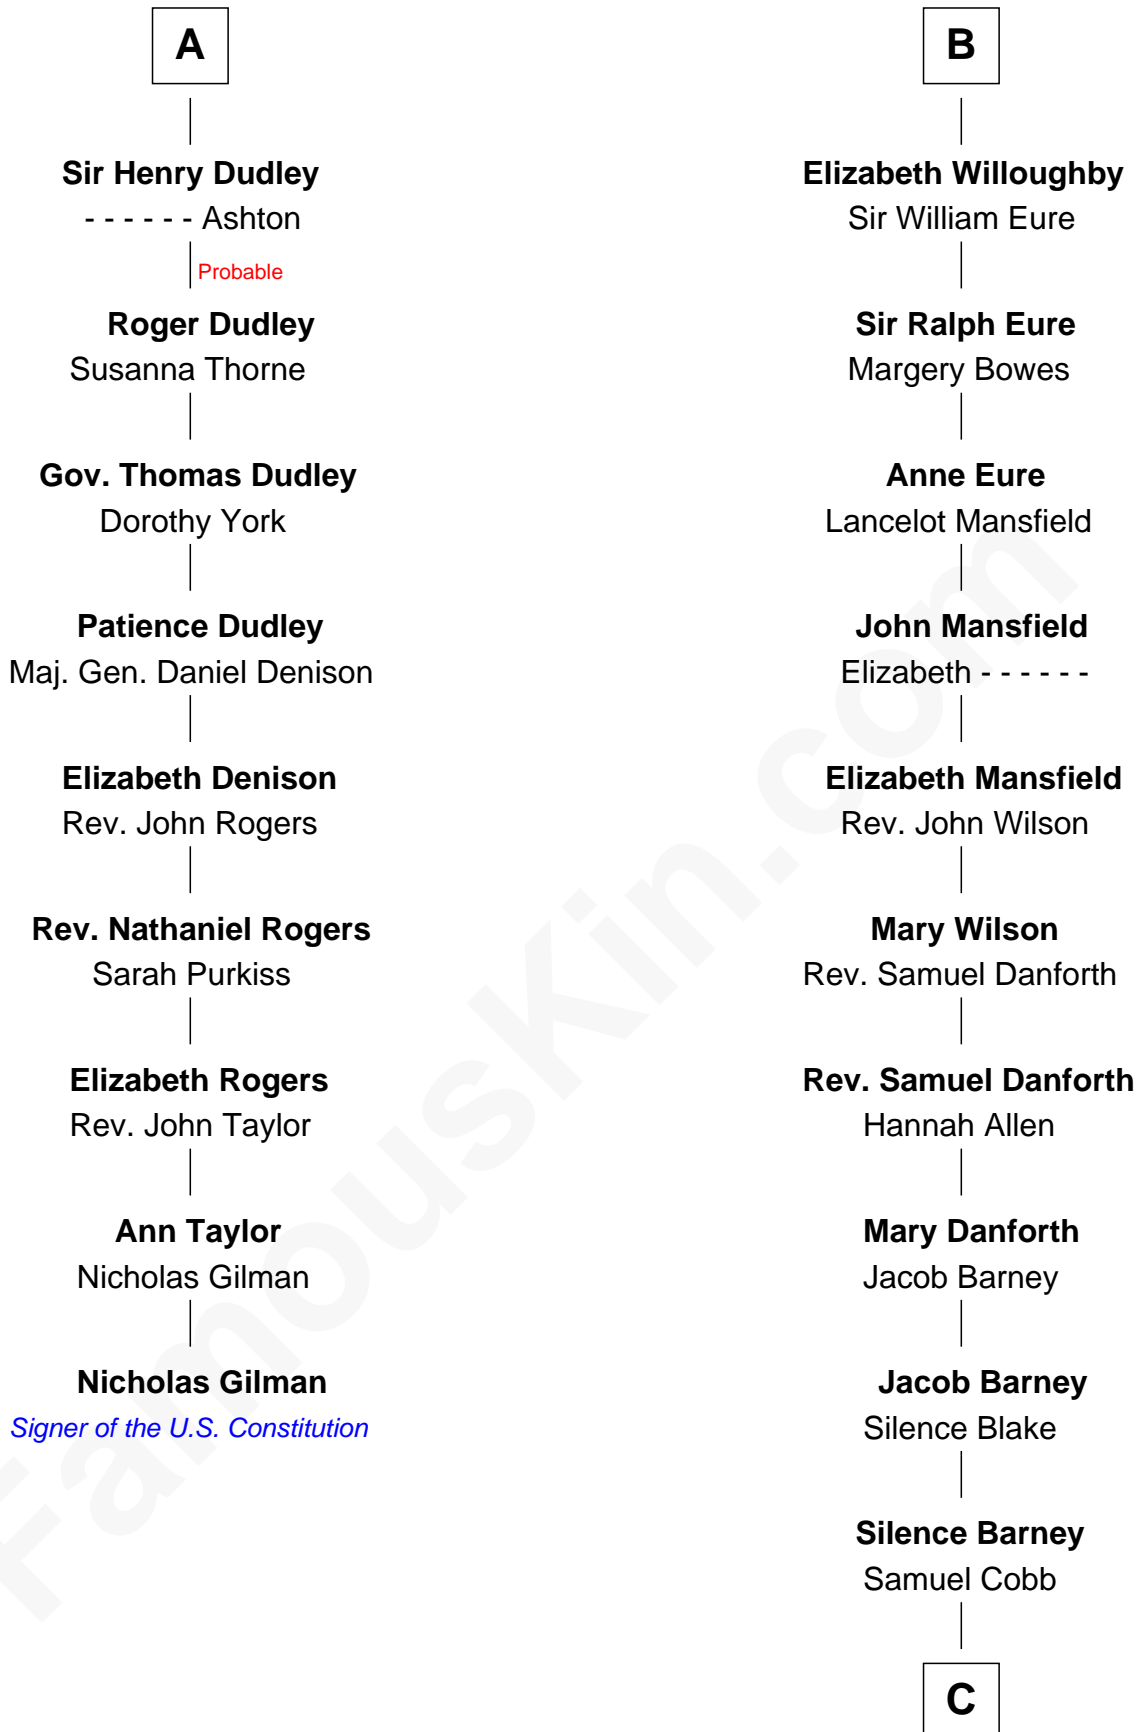 A
Sir Henry Dudley
- - - - - - Ashton
Probable
Roger Dudley
Susanna Thorne
Gov. Thomas Dudley
Dorothy York
Patience Dudley
Maj. Gen. Daniel Denison
Elizabeth Denison
Rev. John Rogers
Rev. Nathaniel Rogers
Sarah Purkiss
Elizabeth Rogers
Rev. John Taylor
Ann Taylor
Nicholas Gilman
Nicholas Gilman
Signer of the U.S. Constitution
B
Elizabeth Willoughby
Sir William Eure
Sir Ralph Eure
Margery Bowes
Anne Eure
Lancelot Mansfield
John Mansfield
Elizabeth - - - - - -
Elizabeth Mansfield
Rev. John Wilson
Mary Wilson
Rev. Samuel Danforth
Rev. Samuel Danforth
Hannah Allen
Mary Danforth
Jacob Barney
Jacob Barney
Silence Blake
Silence Barney
Samuel Cobb
C
FamousKin.com